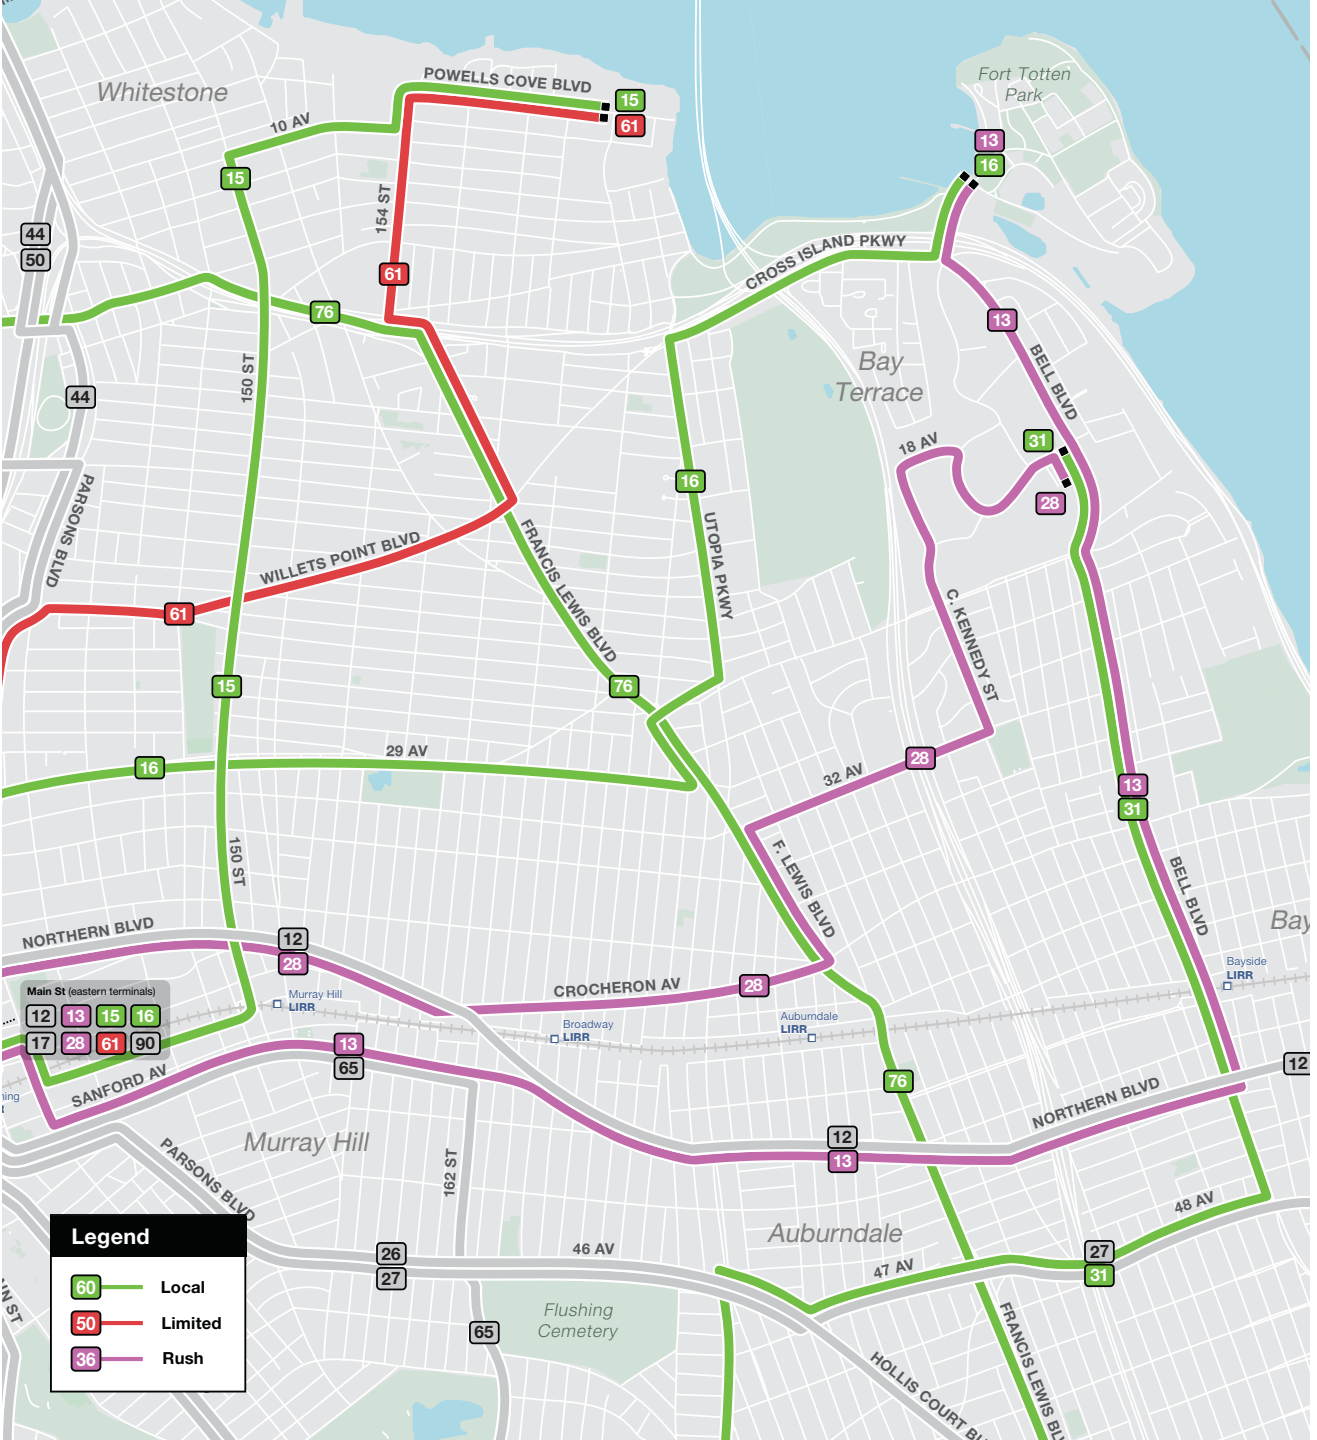 Whitestone
POWELLS COVE BLVD
15
61
10 AV
15
154 ST
Fort Totten
Park
13
16
44
50
61
CROSS ISLAND PKWY
76
13
150 ST
44
Bay
Terrace
BELL BLVD
18 AV
31
28
16
PARSONS BLVD
WILLETS POINT BLVD
FRANCIS LEWIS BLVD
UTOPIA PKWY
61
C. KENNEDY ST
15
76
29 AV
16
28
32 AV
13
31
150 ST
F. LEWIS BLVD
BELL BLVD
NORTHERN BLVD
12
28
Bay
Bayside
LIRR
CROCHERON AV
28
Main St (eastern terminals)
12 13 15 16
17 28 61 90
Murray Hill
LIRR
Broadway
LIRR
Auburndale
LIRR
13
65
SANFORD AV
76
12
NORTHERN BLVD
ning
Murray Hill
12
13
PARSONS BLVD
162 ST
48 AV
Auburndale
46 AV
47 AV
26
27
27
31
Legend
60 Local
50 Limited
36 Rush
Flushing
Cemetery
65
IN ST
HOLLIS COURT BL
FRANCIS LEWIS BL